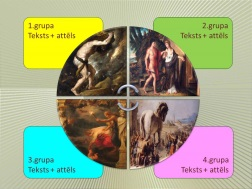 1.grupa
Teksts + attēls
2.grupa
Teksts + attēls
3.grupa
Teksts + attēls
4.grupa
Teksts + attēls